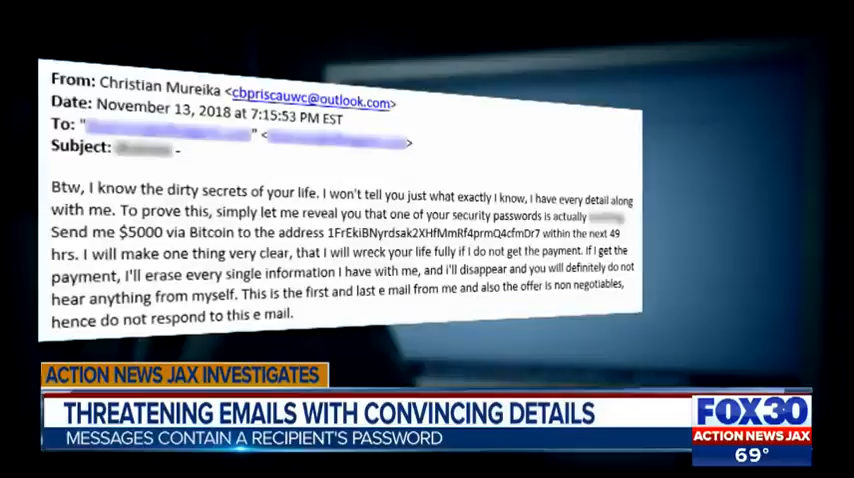 From: Christian Mureika <cbpriscauwc@outlook.com>
Date: November 13, 2018 at 7:15:53 PM EST
To: " " < >
Subject: -
Btw, I know the dirty secrets of your life. I won't tell you just what exactly I know, I have every detail along
with me. To prove this, simply let me reveal you that one of your security passwords is actually
Send me $5000 via Bitcoin to the address 1FrEkiBNyrdsak2XHfMmRf4prmQ4cfmDr7 within the next 49
hrs. I will make one thing very clear, that I will wreck your life fully if I do not get the payment. If I get the
payment, I'll erase every single information I have with me, and i'll disappear and you will definitely do not
hear anything from myself. This is the first and last e mail from me and also the offer is non negotiables,
hence do not respond to this e mail.
ACTION NEWS JAX INVESTIGATES
THREATENING EMAILS WITH CONVINCING DETAILS
MESSAGES CONTAIN A RECIPIENT'S PASSWORD
FOX30
ACTION NEWS JAX
69°